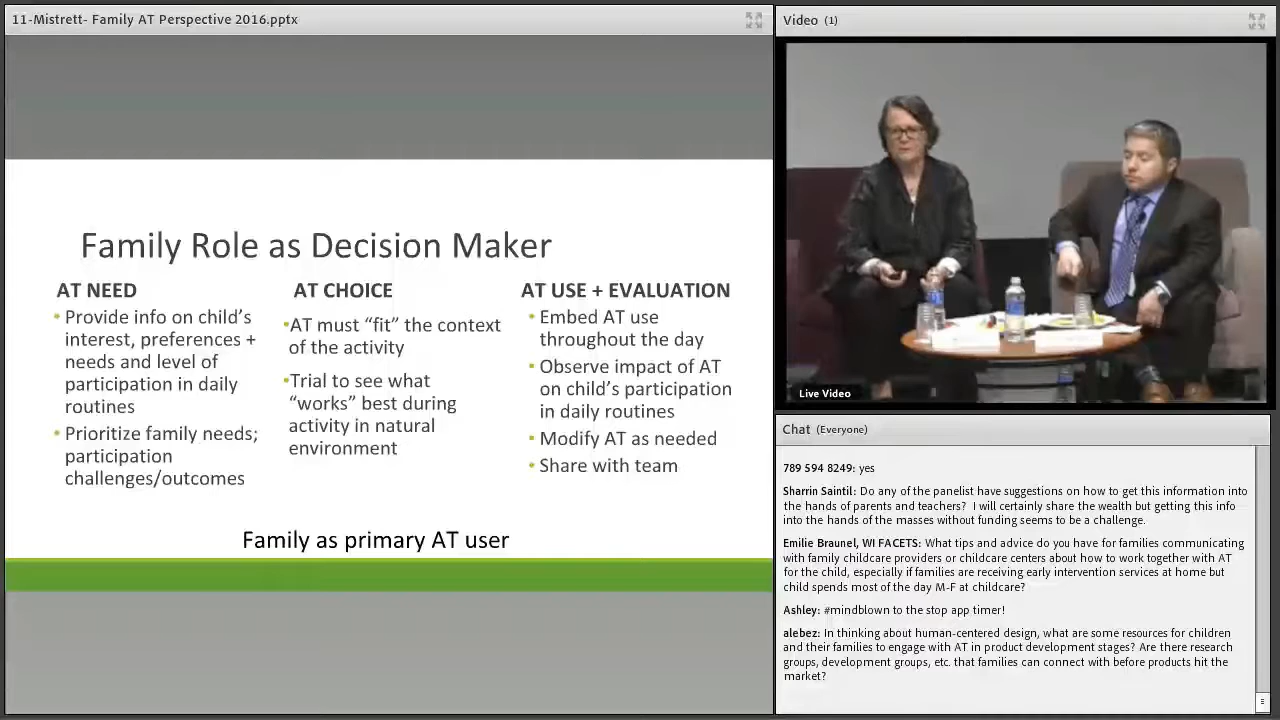 11-Mistrett- Family AT Perspective 2016.pptx
Family Role as Decision Maker
AT NEED
Provide info on child's
interest, preferences +
needs and level of
participation in daily
routines
Prioritize family needs;
participation
challenges/outcomes
AT CHOICE
AT must “fit” the context
of the activity
Trial to see what
“works” best during
activity in natural
environment
AT USE + EVALUATION
Embed AT use
throughout the day
Observe impact of AT
on child's participation
in daily routines
Modify AT as needed
Share with team
Family as primary AT user
Video (1)
Live Video
Chat (Everyone)
789 594 8249: yes
Sharrin Saintil: Do any of the panelist have suggestions on how to get this information into
the hands of parents and teachers? I will certainly share the wealth but getting this info
into the hands of the masses without funding seems to be a challenge.
Emilie Braunel, WI FACETS: What tips and advice do you have for families communicating
with family childcare providers or childcare centers about how to work together with AT
for the child, especially if families are receiving early intervention services at home but
child spends most of the day M-F at childcare?
Ashley: #mindblown to the stop app timer!
alebez: In thinking about human-centered design, what are some resources for children
and their families to engage with AT in product development stages? Are there research
groups, development groups, etc. that families can connect with before products hit the
market?